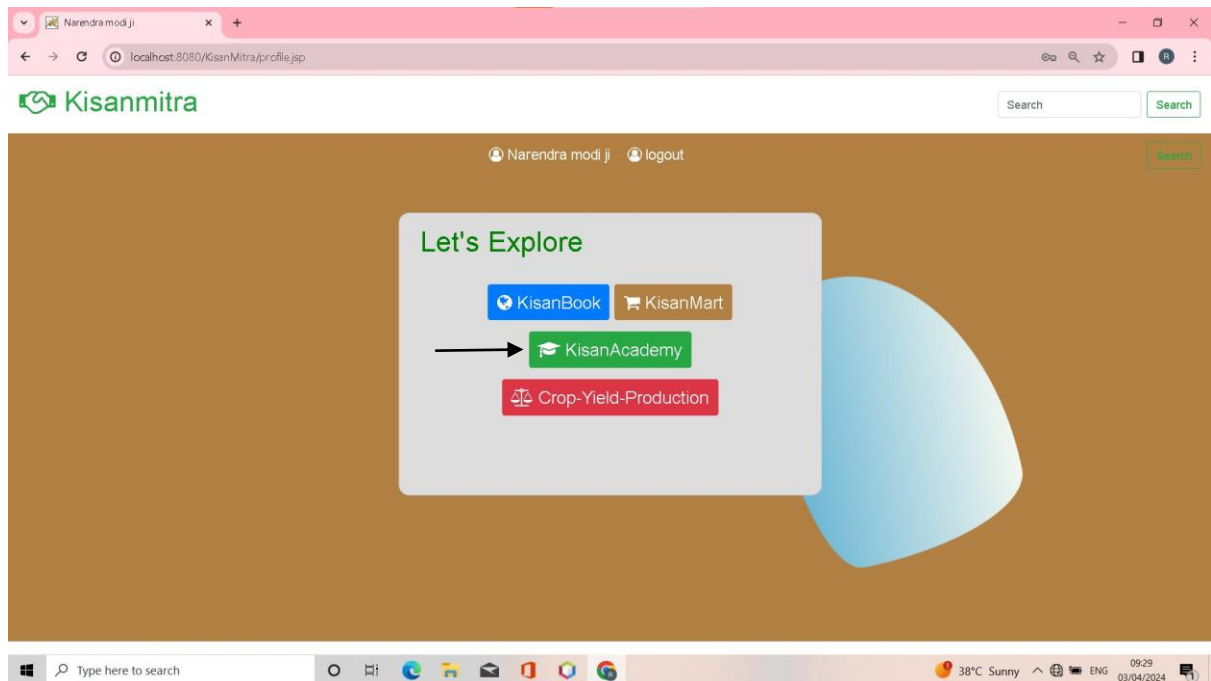 Narendra modi ji
localhost:8080/KisanMitra/profile.jsp
R
Kisanmitra
Search Search
Narendra modi ji logout Search
Let's Explore
KisanBook KisanMart
KisanAcademy
Crop-Yield-Production
Type here to search
38°C Sunny ENG 09:29
03/04/2024